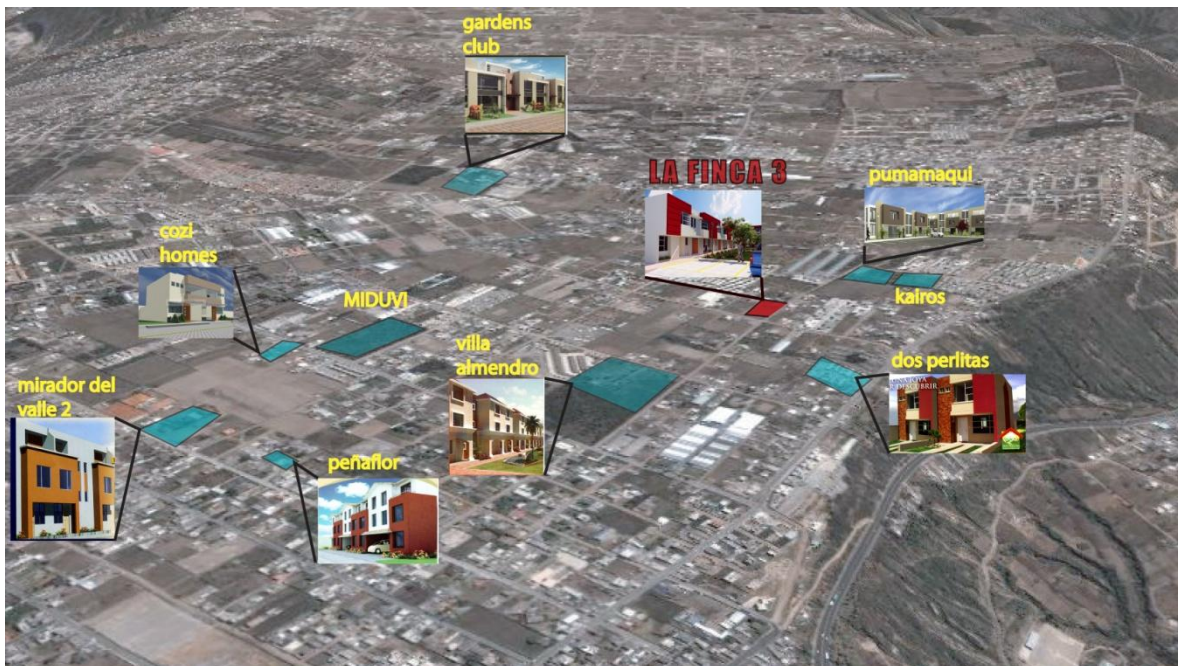 gardens
club
LA FINCA 3
pumamaqui
cozi
homes
MIDUVI
kairos
villa
almendro
dos perlitas
mirador del
valle 2
DESCUBRIR
peñaflor